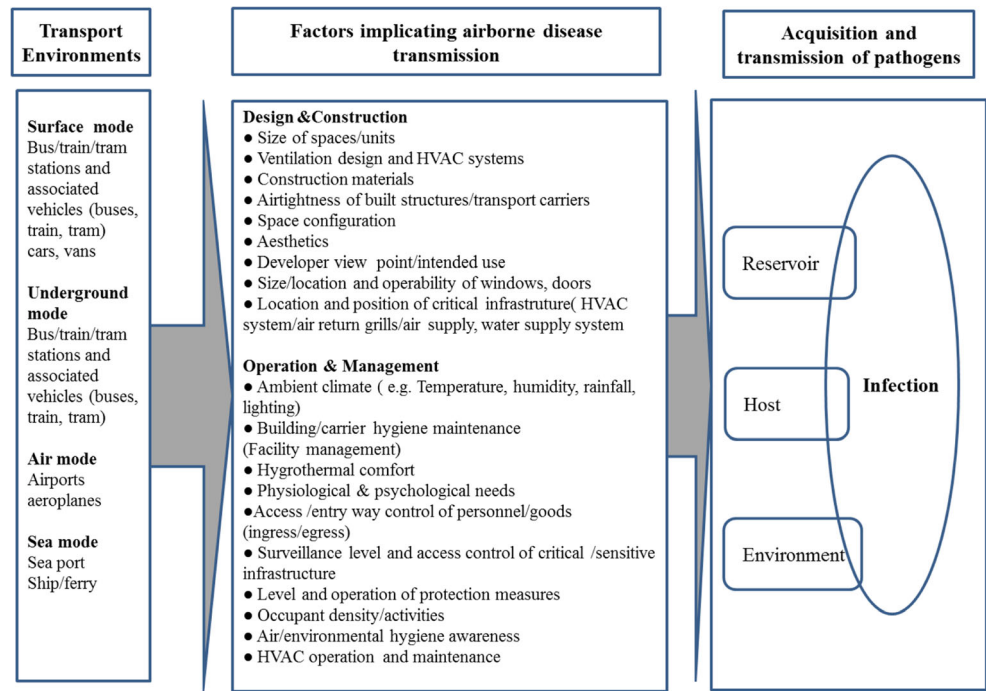 Transport
Environments
Factors implicating airborne disease
transmission
Acquisition and
transmission of pathogens
Surface mode
Bus/train/tram
stations and
associated
vehicles (buses,
train, tram)
cars, vans
Underground
mode
Bus/train/tram
stations and
associated
vehicles (buses,
train, tram)
Air mode
Airports
aeroplanes
Sea mode
Sea port
Ship/ferry
Design &Construction
● Size of spaces/units
● Ventilation design and HVAC systems
● Construction materials
● Airtightness of built structures/transport carriers
● Space configuration
● Aesthetics
● Developer view point/intended use
● Size/location and operability of windows, doors
● Location and position of critical infrastruture( HVAC
system/air return grills/air supply, water supply system
Operation & Management
● Ambient climate ( e.g. Temperature, humidity, rainfall,
lighting)
● Building/carrier hygiene maintenance
(Facility management)
● Hygrothermal comfort
● Physiological & psychological needs
●Access /entry way control of personnel/goods
(ingress/egress)
● Surveillance level and access control of critical /sensitive
infrastructure
● Level and operation of protection measures
● Occupant density/activities
● Air/environmental hygiene awareness
● HVAC operation and maintenance
Reservoir
Host
Environment
Infection